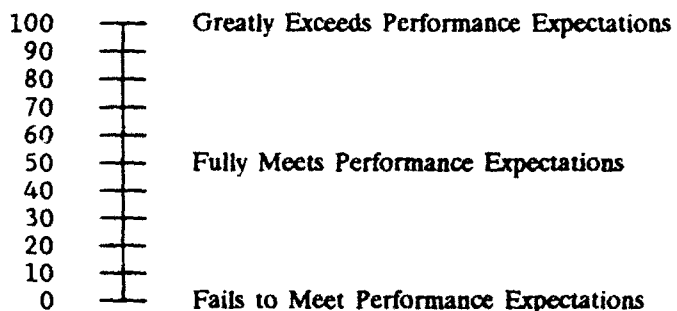 100 Greatly Exceeds Performance Expectations
90
80
70
60
50 Fully Meets Performance Expectations
40
30
20
10
0 Fails to Meet Performance Expectations